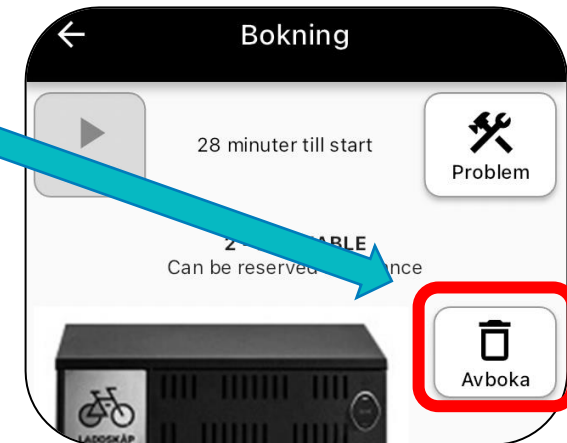 Bokning
28 minuter till start
Problem
2 ABLE
Can be reserved nce
Avboka
LADDSKÅP